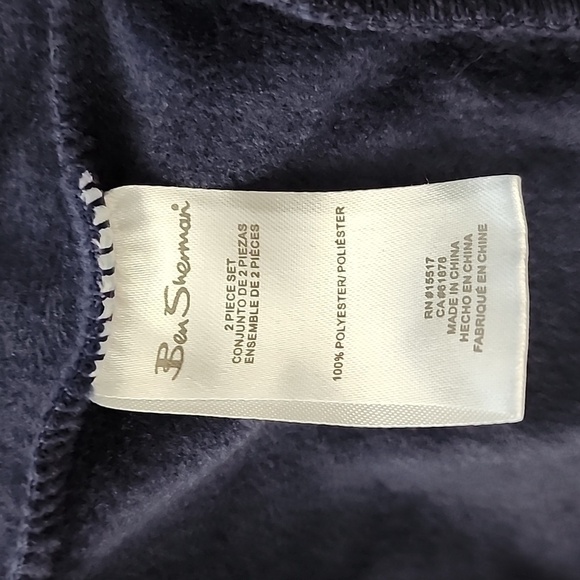 Ben Sherman
2 PIECE SET
CONJUNTO DE 2 PIEZAS
ENSEMBLE DE 2 PIÈCES
100% POLYESTER/ POLIÉSTER
RN #15517
CA#61878
MADE IN CHINA
HECHO EN CHINA
FABRIQUÉ EN CHINE